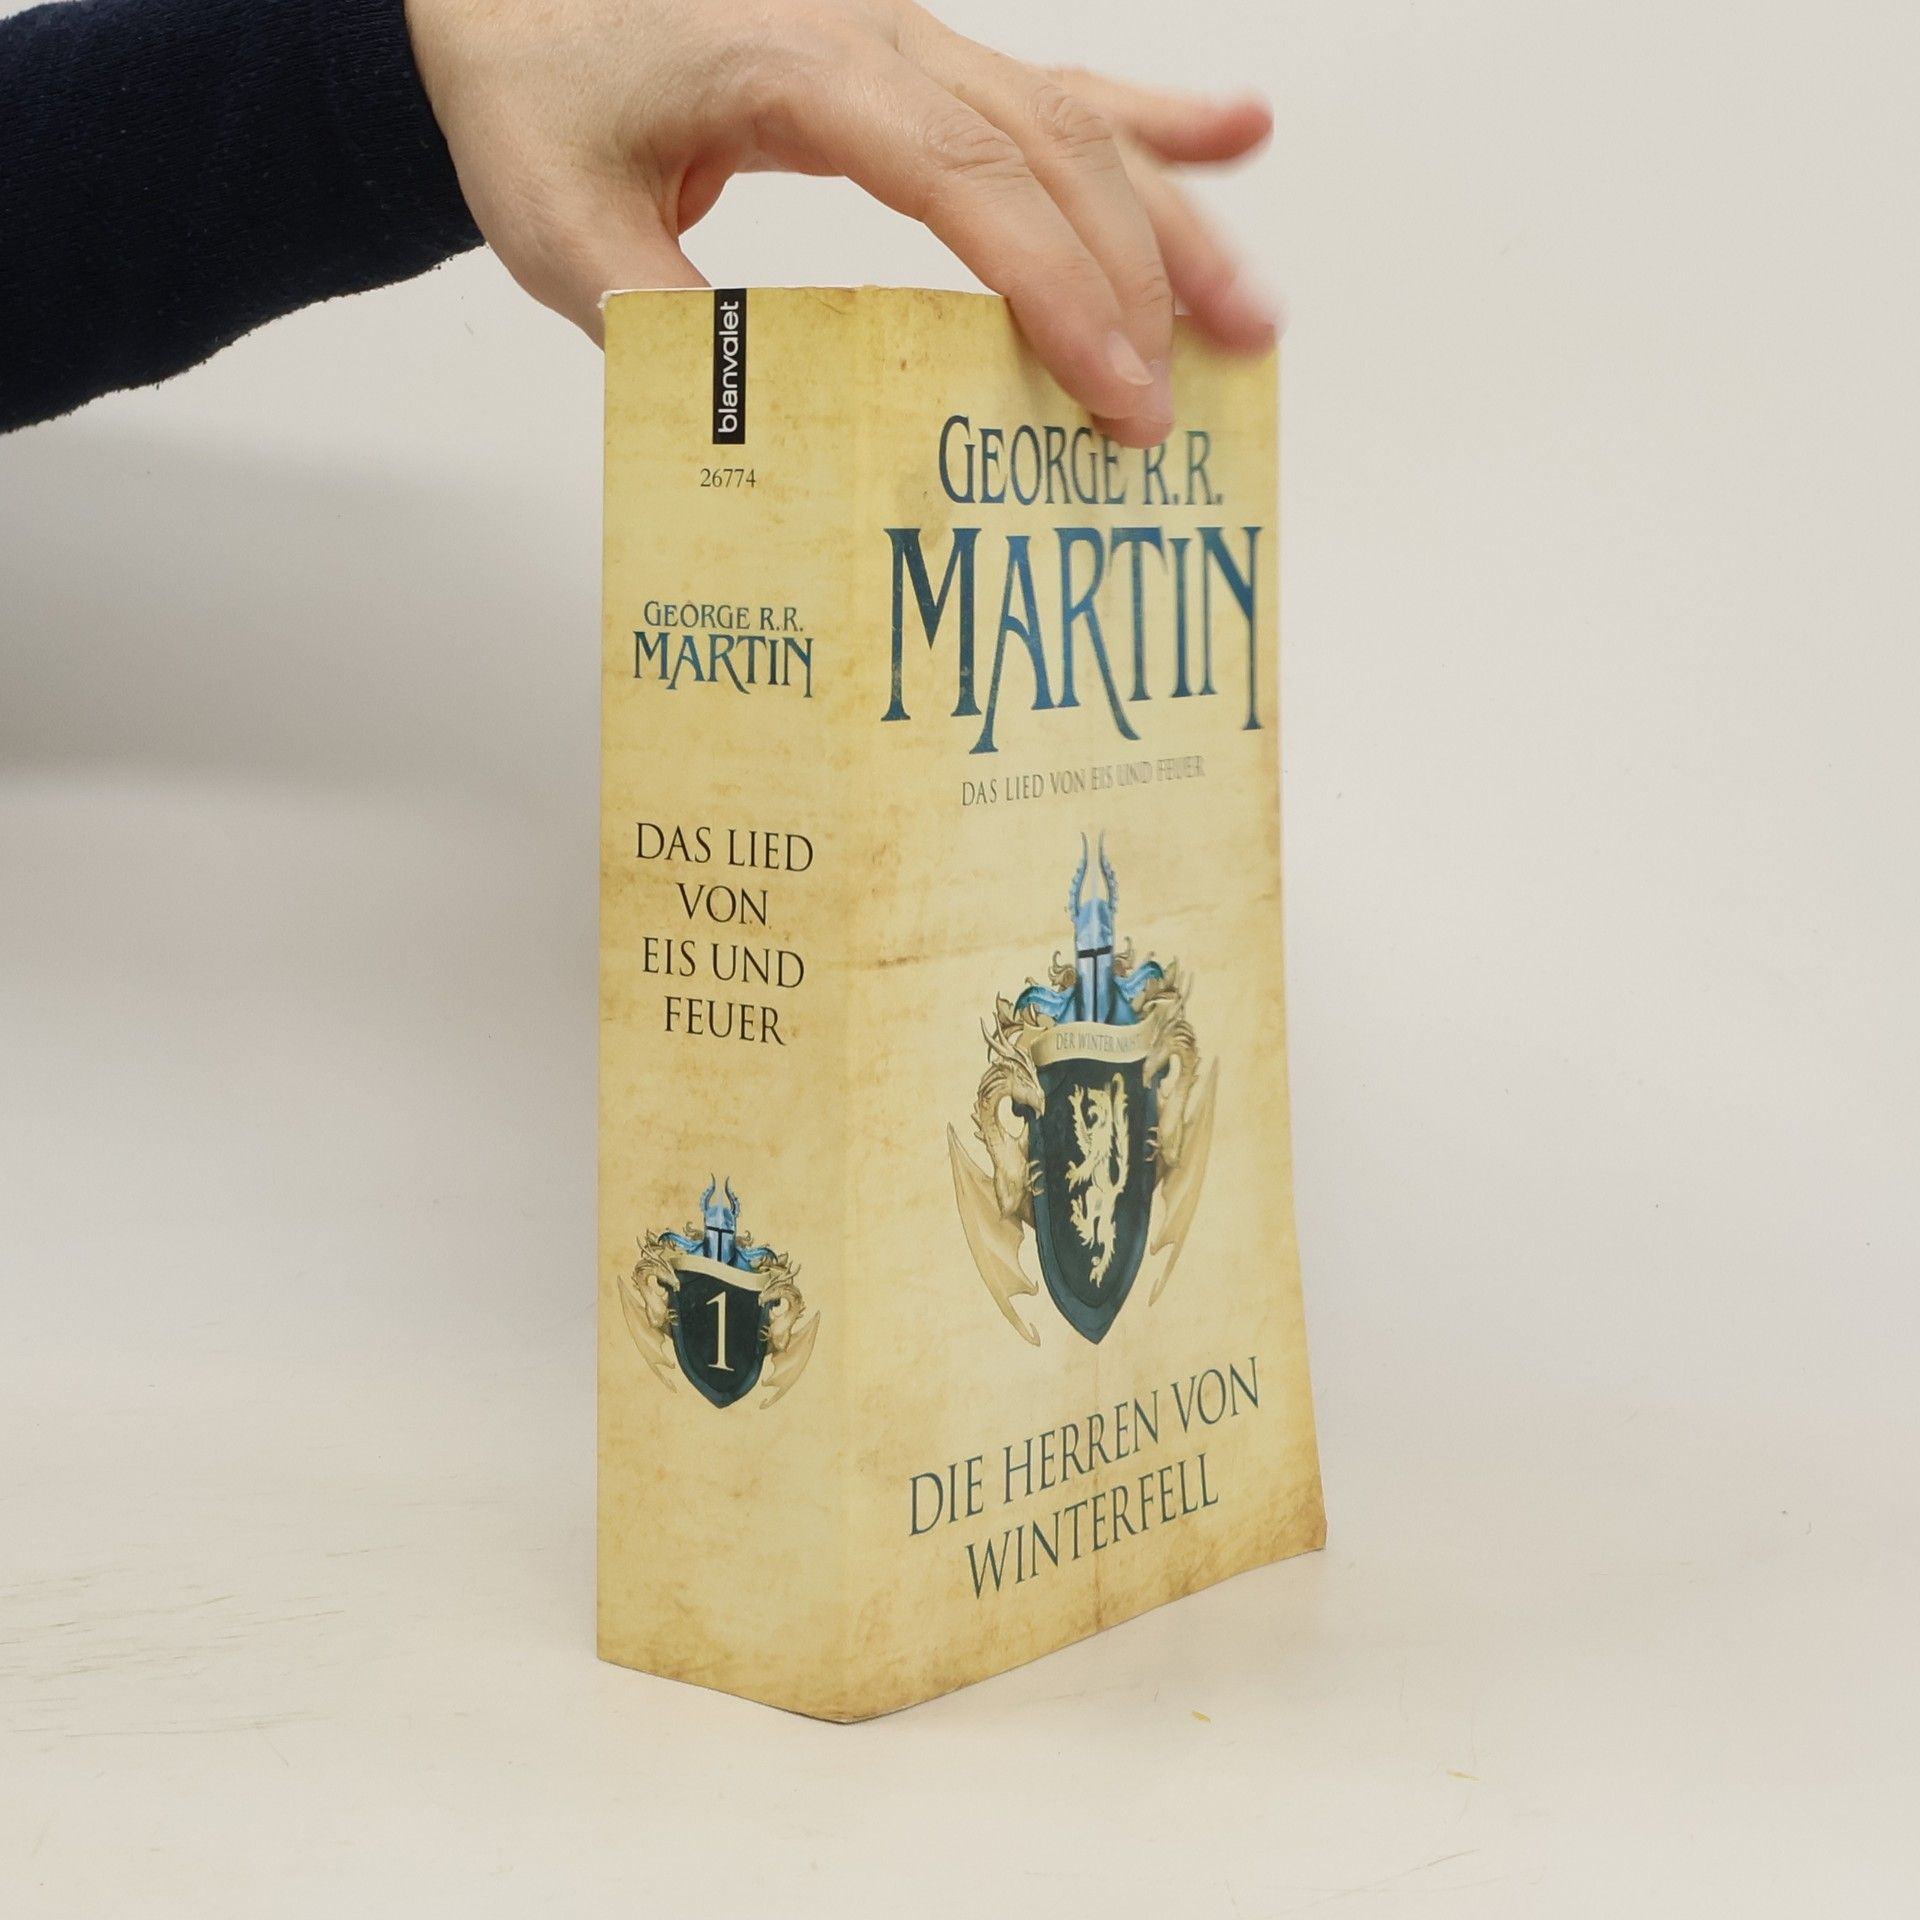 blanvalet
26774
GEORGE R.R.
MARTIN
DAS LIED
VON
EIS UND
FEUER
1
GEORGE R.R.
MARTIN
DAS LIED VON EIS UND FEUER
DER WINTER NAHT
DIE HERREN VON
WINTERFELL